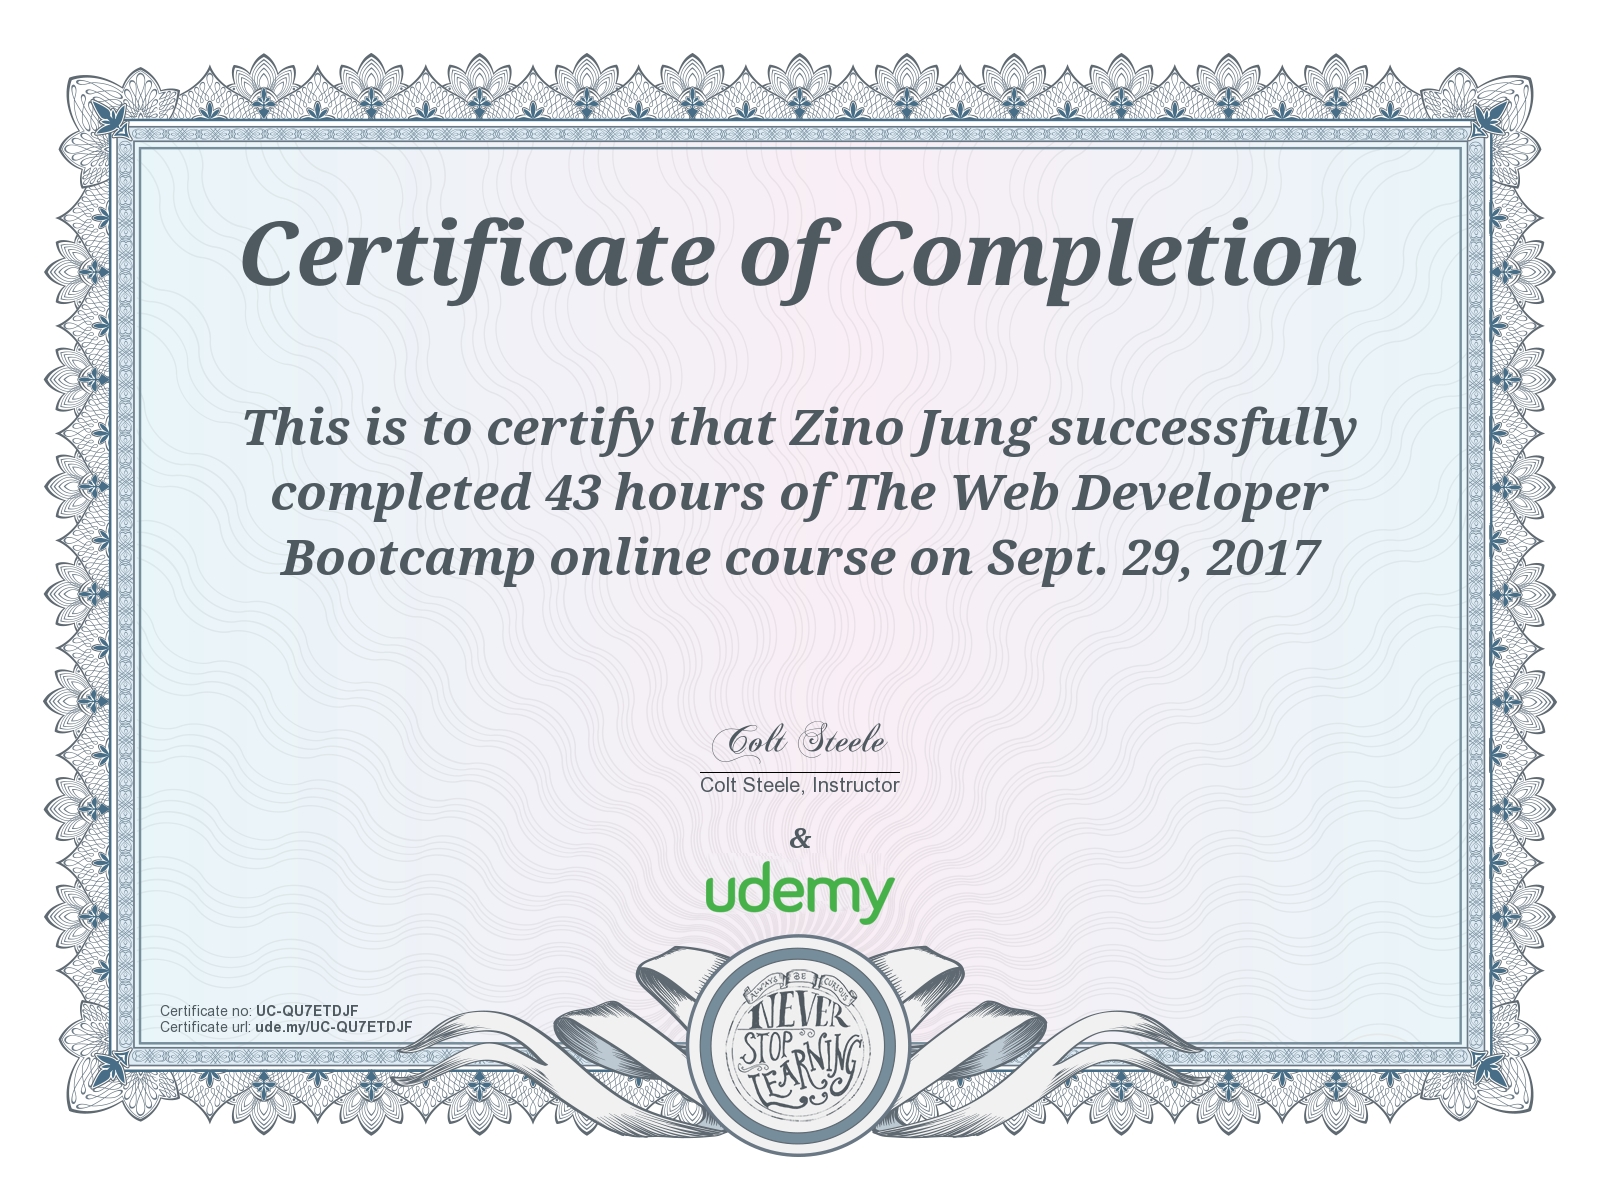 Certificate of Completion
This is to certify that Zino Jung successfully
completed 43 hours of The Web Developer
Bootcamp online course on Sept. 29, 2017
Colt Steele
Colt Steele, Instructor
&
udemy
Certificate no: UC-QU7ETDJF
Certificate url: ude.my/UC-QU7ETDJF
ALWAYS BE CURIOUS
NEVER
STOP
LEARNING